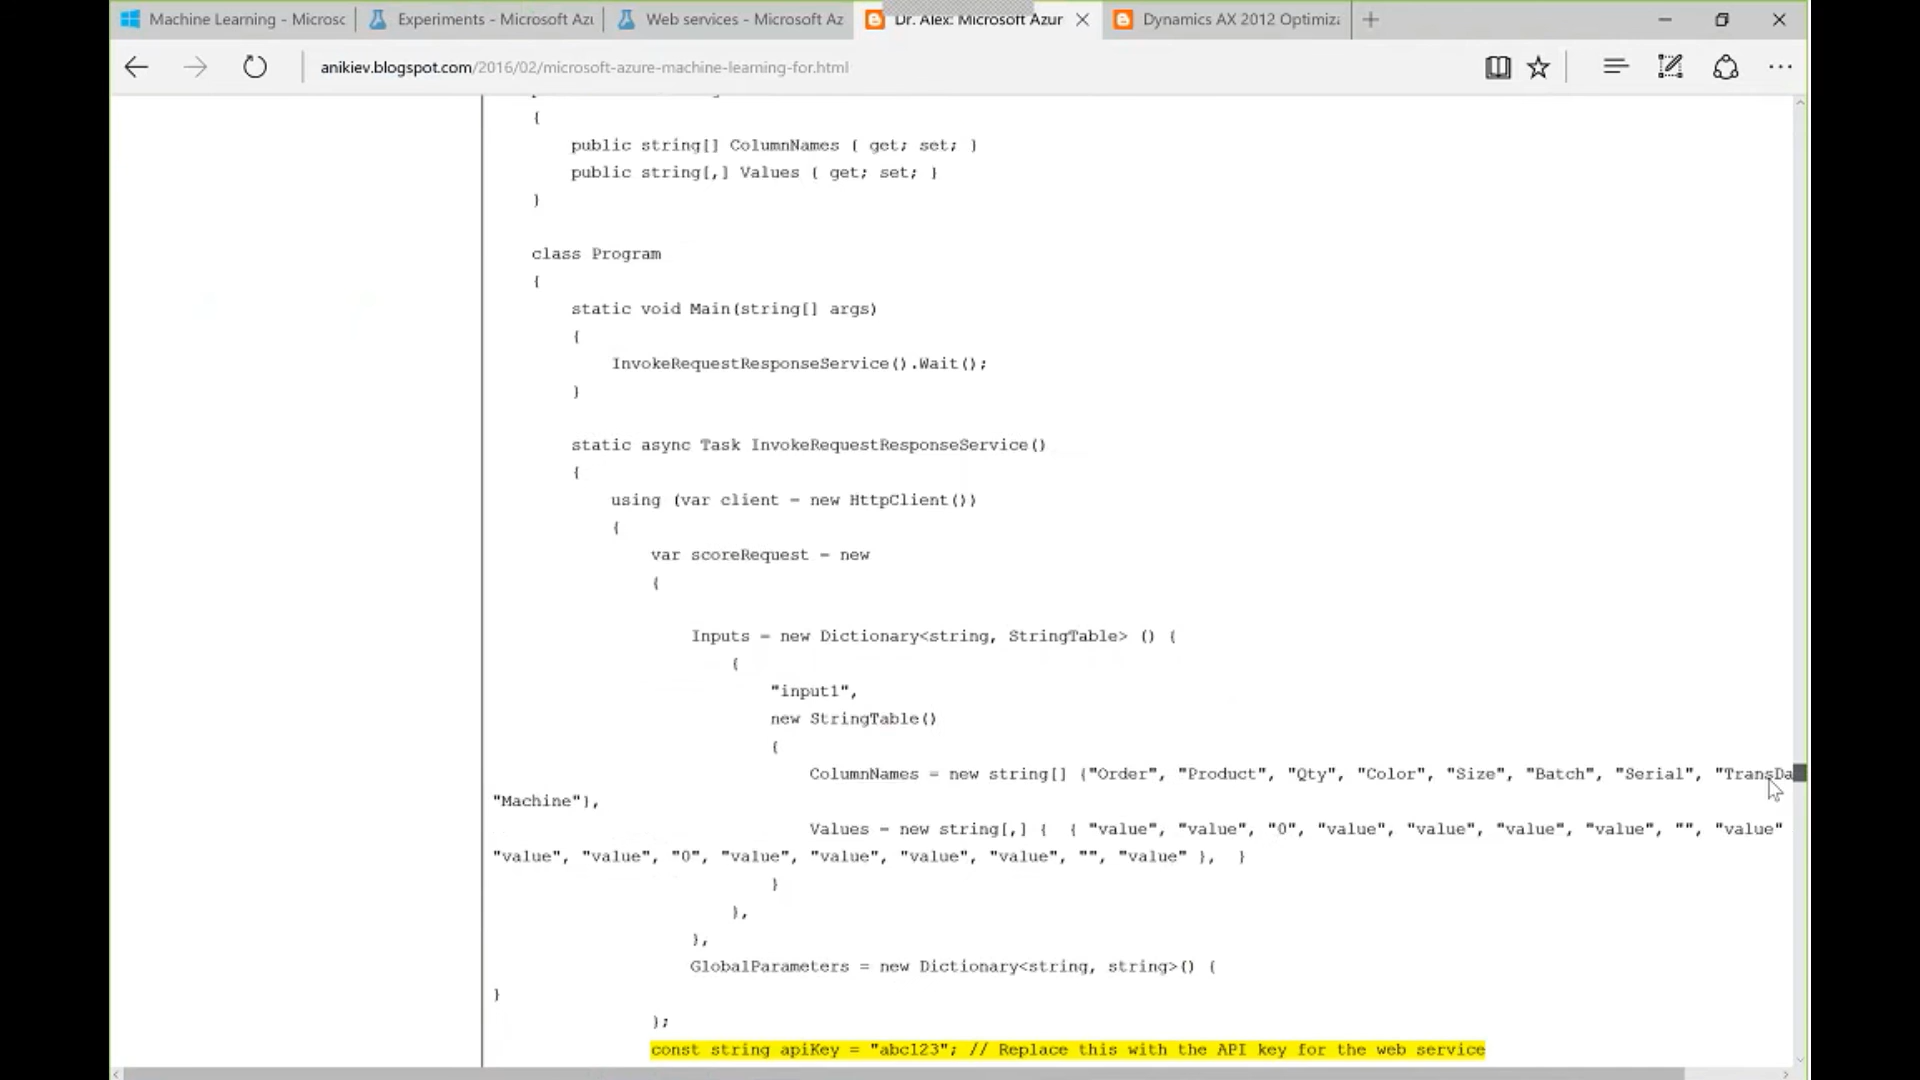 Machine Learning - Microsc
Experiments - Microsoft Azu
Web services - Microsoft Az
Dr. Alex: Microsoft Azur
Dynamics AX 2012 Optimiza
anikiev.blogspot.com/2016/02/microsoft-azure-machine-learning-for.html
{
public string[] ColumnNames { get; set; }
public string[,] Values { get; set; }
}
class Program
{
static void Main(string[] args)
{
InvokeRequestResponseService().Wait();
}
static async Task InvokeRequestResponseService()
{
using (var client = new HttpClient())
{
var scoreRequest = new
{
Inputs = new Dictionary<string, StringTable> () {
{
"input1",
new StringTable()
{
ColumnNames = new string[] {"Order", "Product", "Qty", "Color", "Size", "Batch", "Serial", "TransDa
"Machine"},
Values = new string[,] {  { "value", "value", "0", "value", "value", "value", "value", "", "value"
"value", "value", "0", "value", "value", "value", "value", "", "value" },  }
}
},
},
GlobalParameters = new Dictionary<string, string>() {
}
};
const string apiKey = "abc123"; // Replace this with the API key for the web service